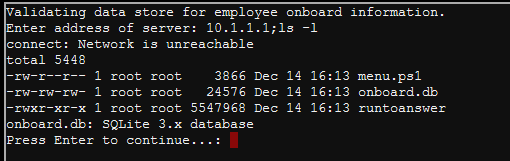 Validating data store for employee onboard information.
Enter address of server: 10.1.1.1;ls -l
connect: Network is unreachable
total 5448
-rw-r--r-- 1 root root    3866 Dec 14 16:13 menu.ps1
-rw-rw-rw- 1 root root   24576 Dec 14 16:13 onboard.db
-rwxr-xr-x 1 root root 5547968 Dec 14 16:13 runtoanswer
onboard.db: SQLite 3.x database
Press Enter to continue...: